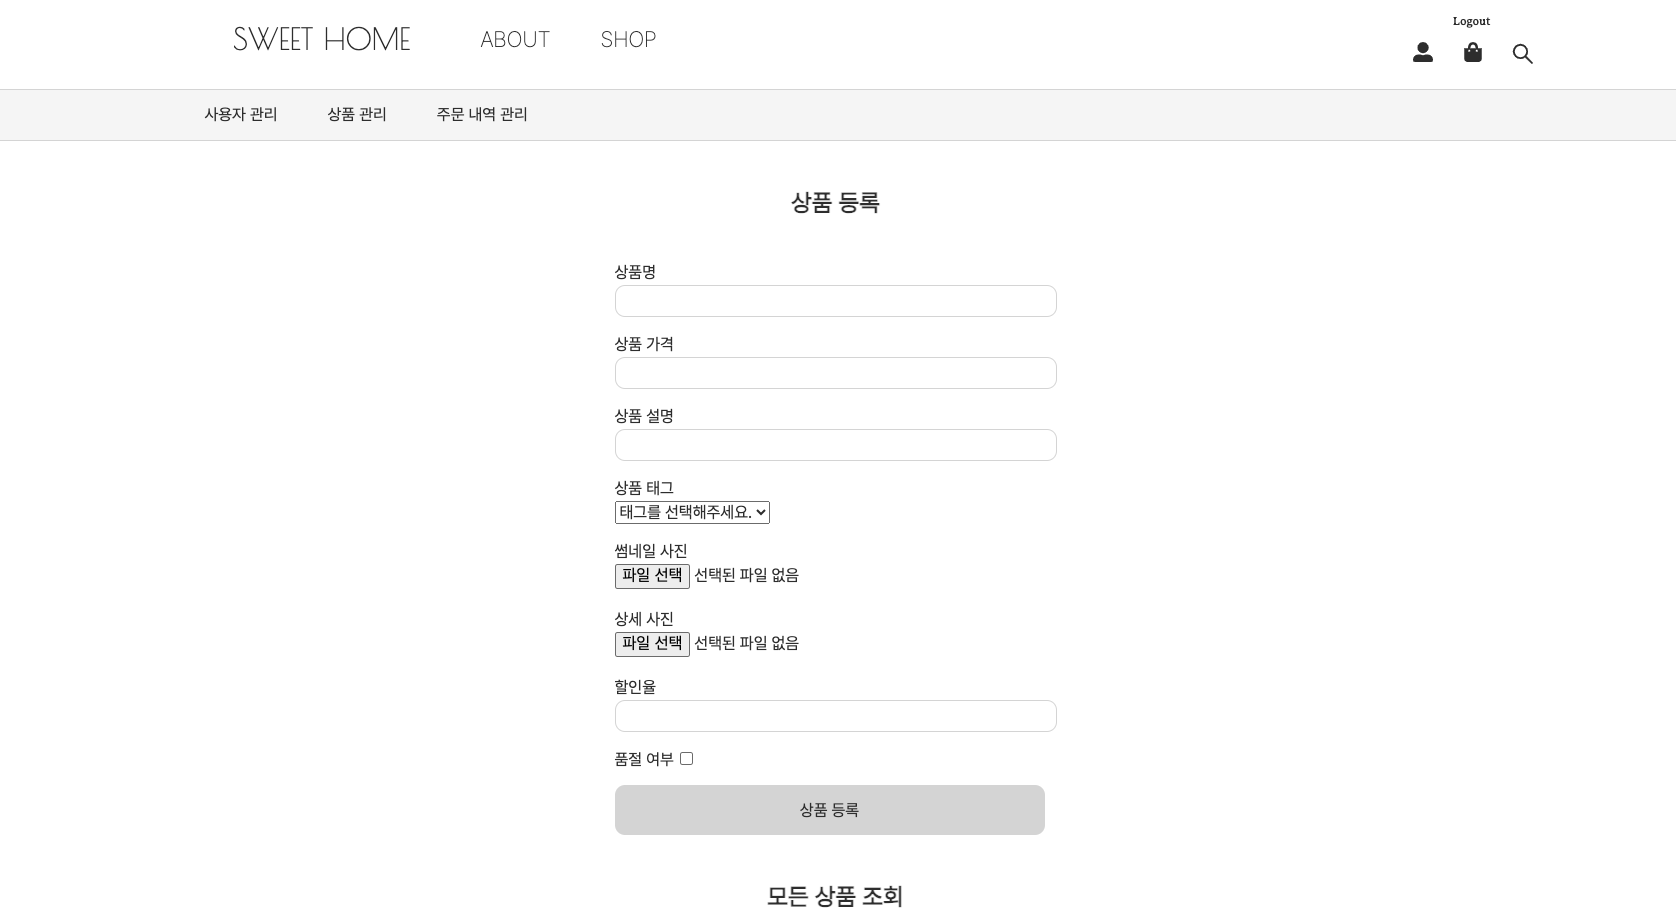 SWEET HOME
ABOUT
SHOP
Logout
사용자 관리
상품 관리
주문 내역 관리
상품 등록
상품명
상품 가격
상품 설명
상품 태그
태그를 선택해주세요.
썸네일 사진
파일 선택 선택된 파일 없음
상세 사진
파일 선택 선택된 파일 없음
할인율
품절 여부
상품 등록
모든 상품 조회